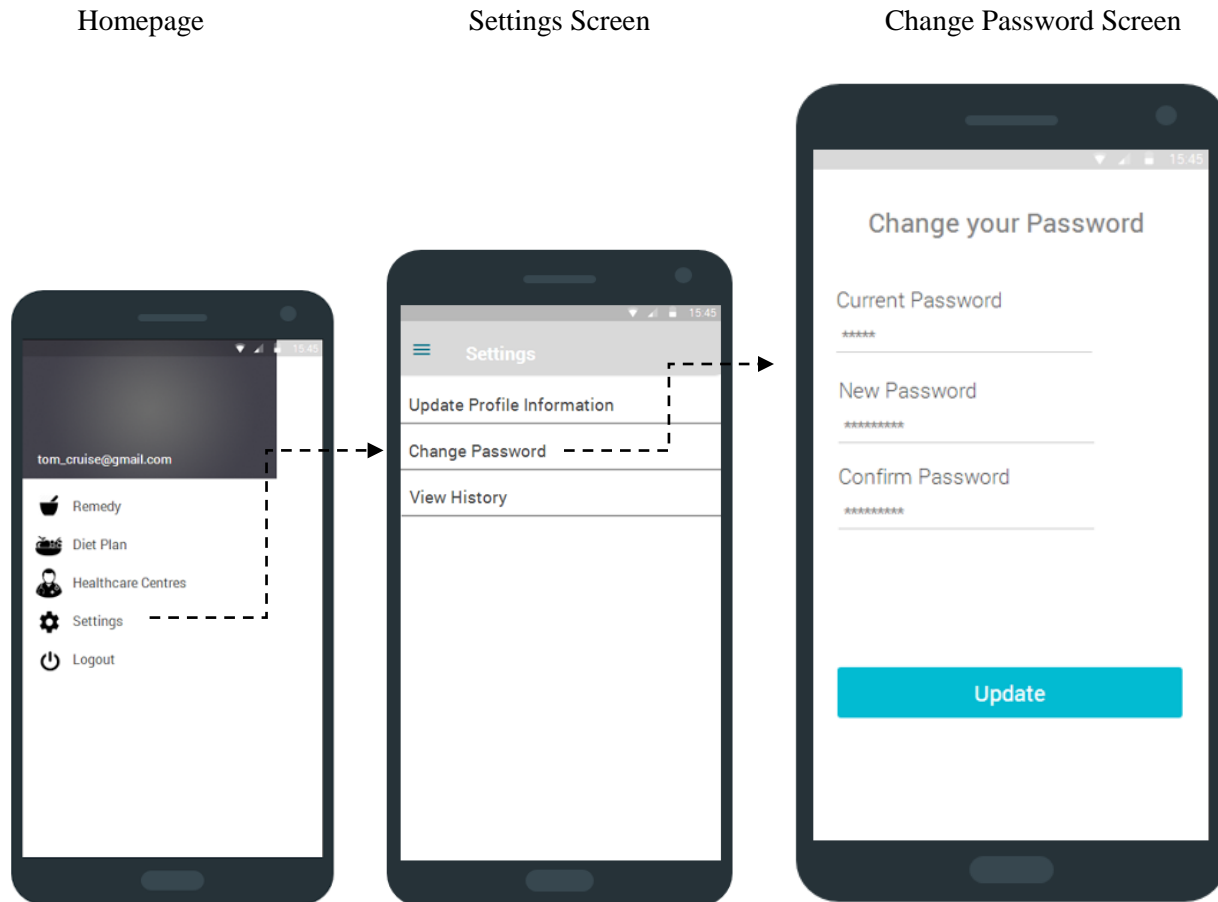 Homepage
Settings Screen
Change Password Screen
15:45
tom_cruise@gmail.com
Remedy
Diet Plan
Healthcare Centres
Settings
Logout
15:45
Settings
Update Profile Information
Change Password
View History
15:45
Change your Password
Current Password
*****
New Password
*********
Confirm Password
*********
Update